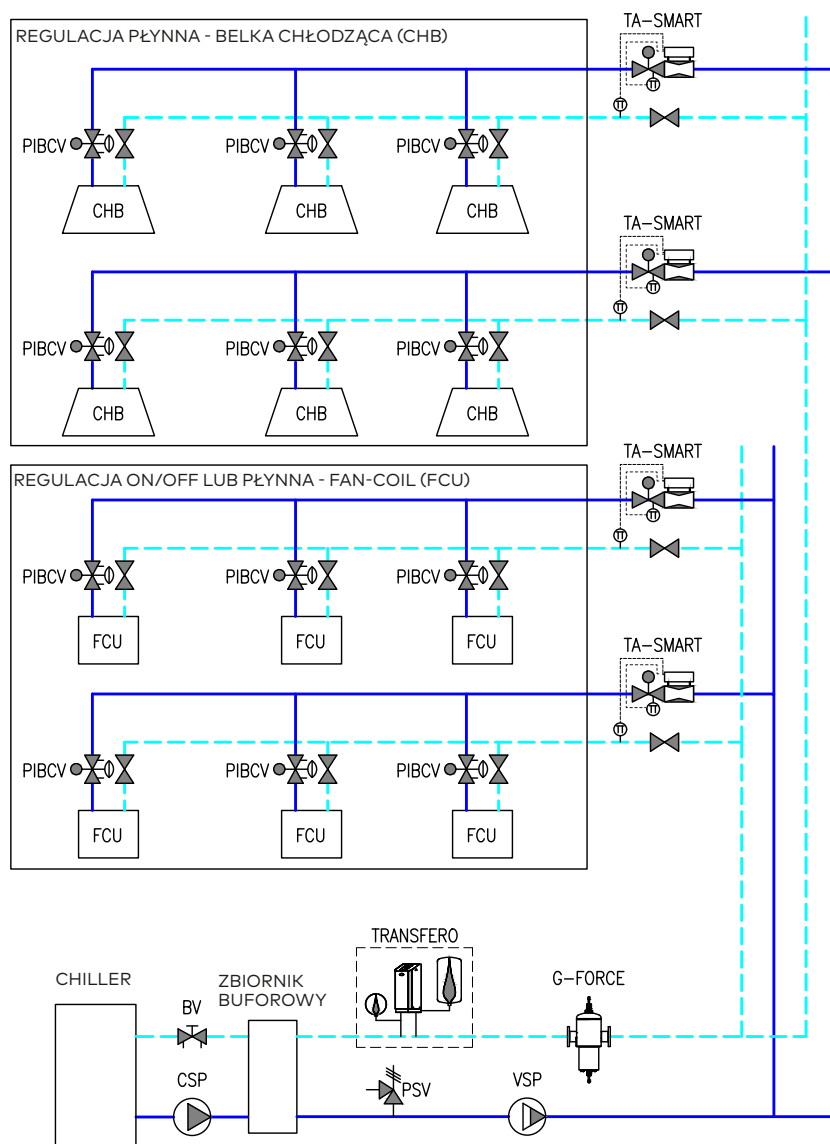 REGULACJA PŁYNNA - BELKA CHŁODZĄCA (CHB)
TA-SMART
PIBCV PIBCV PIBCV
CHB CHB CHB
TA-SMART
PIBCV PIBCV PIBCV
CHB CHB CHB
TA-SMART
REGULACJA ON/OFF LUB PŁYNNA - FAN-COIL (FCU)
PIBCV PIBCV PIBCV
FCU FCU FCU
TA-SMART
PIBCV PIBCV PIBCV
FCU FCU FCU
TRANSFERO
CHILLER
ZBIORNIK
BUFOROWY
G-FORCE
BV
CSP
PSV
VSP